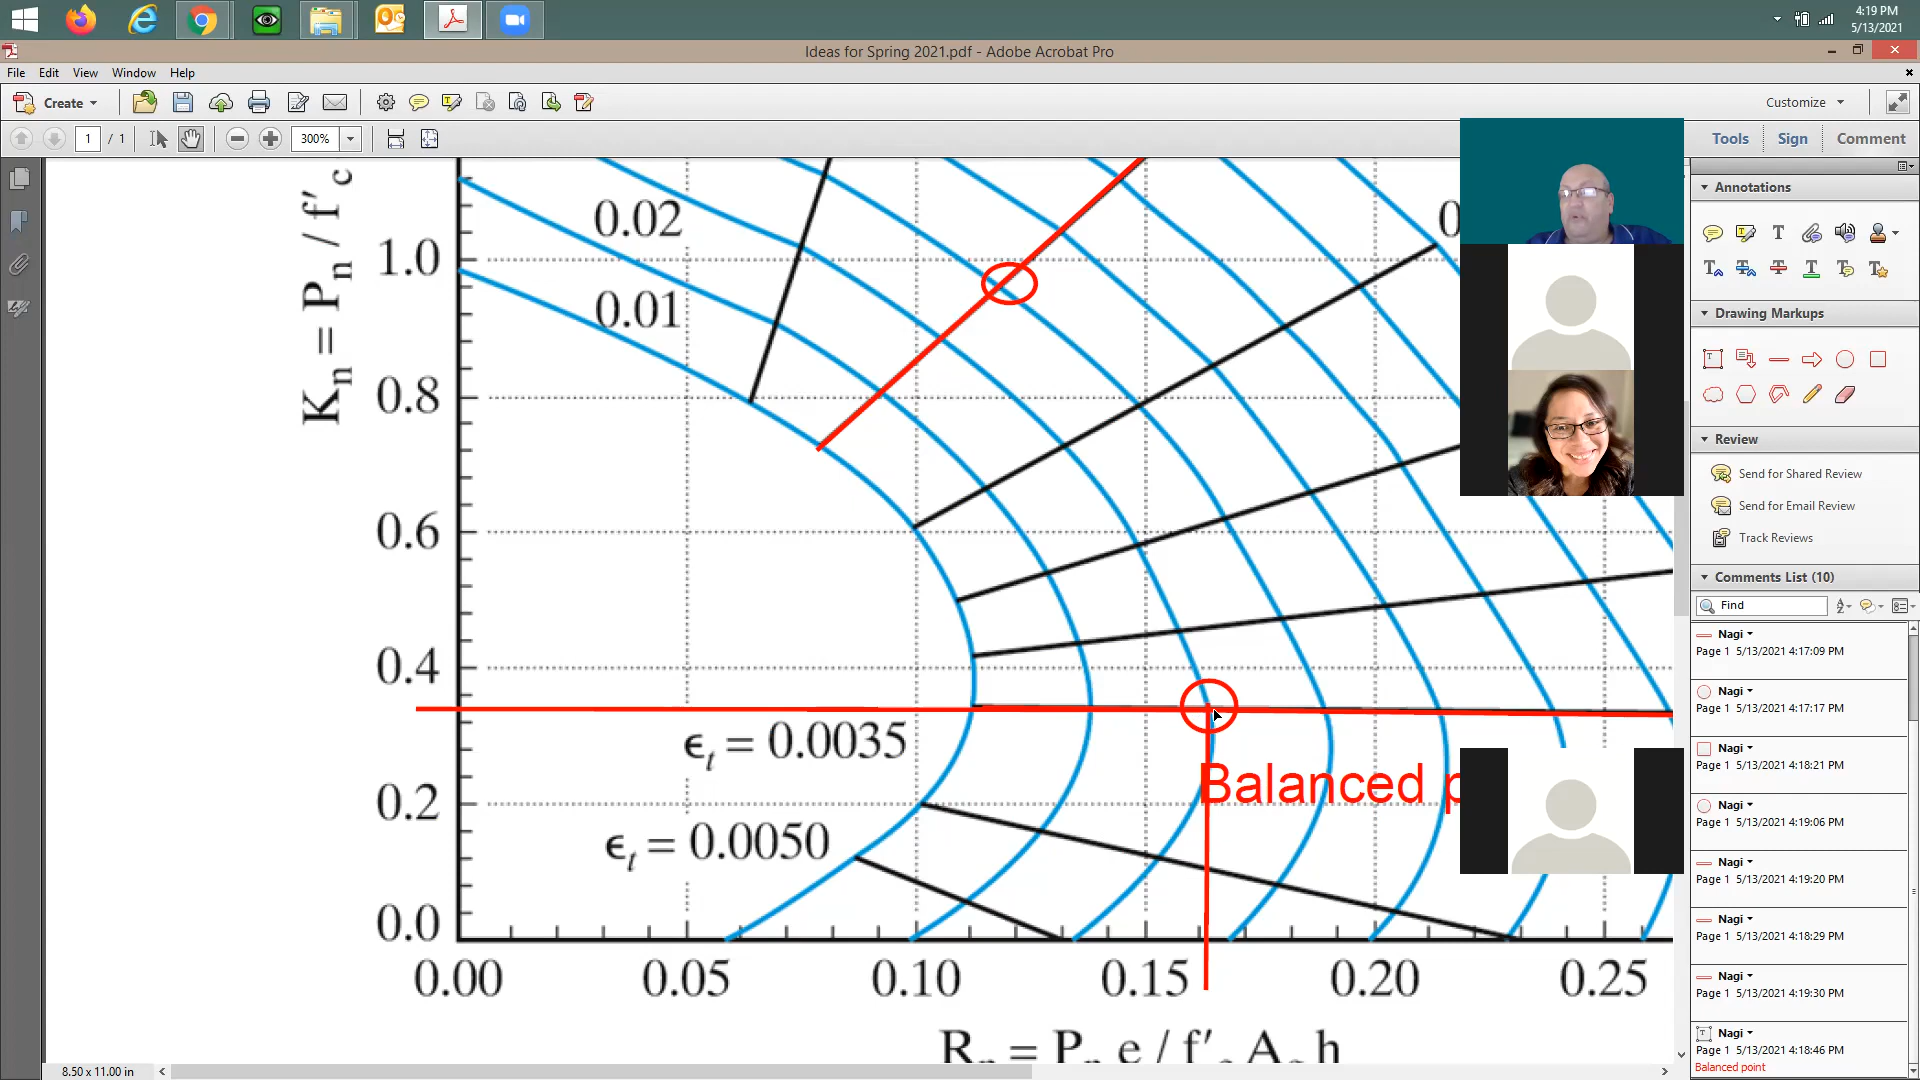 4:19 PM
5/13/2021
Ideas for Spring 2021.pdf - Adobe Acrobat Pro
File Edit View Window Help
Create
Customize
1 / 1
300%
Tools Sign Comment
Annotations
Drawing Markups
Review
Send for Shared Review
Send for Email Review
Track Reviews
Comments List (10)
Find
Nagi
Page 1 5/13/2021 4:17:09 PM
Nagi
Page 1 5/13/2021 4:17:17 PM
Nagi
Page 1 5/13/2021 4:18:21 PM
Nagi
Page 1 5/13/2021 4:19:06 PM
Nagi
Page 1 5/13/2021 4:19:20 PM
Nagi
Page 1 5/13/2021 4:18:29 PM
Nagi
Page 1 5/13/2021 4:19:30 PM
Nagi
Page 1 5/13/2021 4:18:46 PM
Balanced point
Kn = Pn / f′c
0.02
1.0
0.01
0.8
0.6
0.4
ϵt = 0.0035
Balanced p
0.2
ϵt = 0.0050
0.0
0.00 0.05 0.10 0.15 0.20 0.25
Rn = Pn e / f′c Ag h
8.50 x 11.00 in